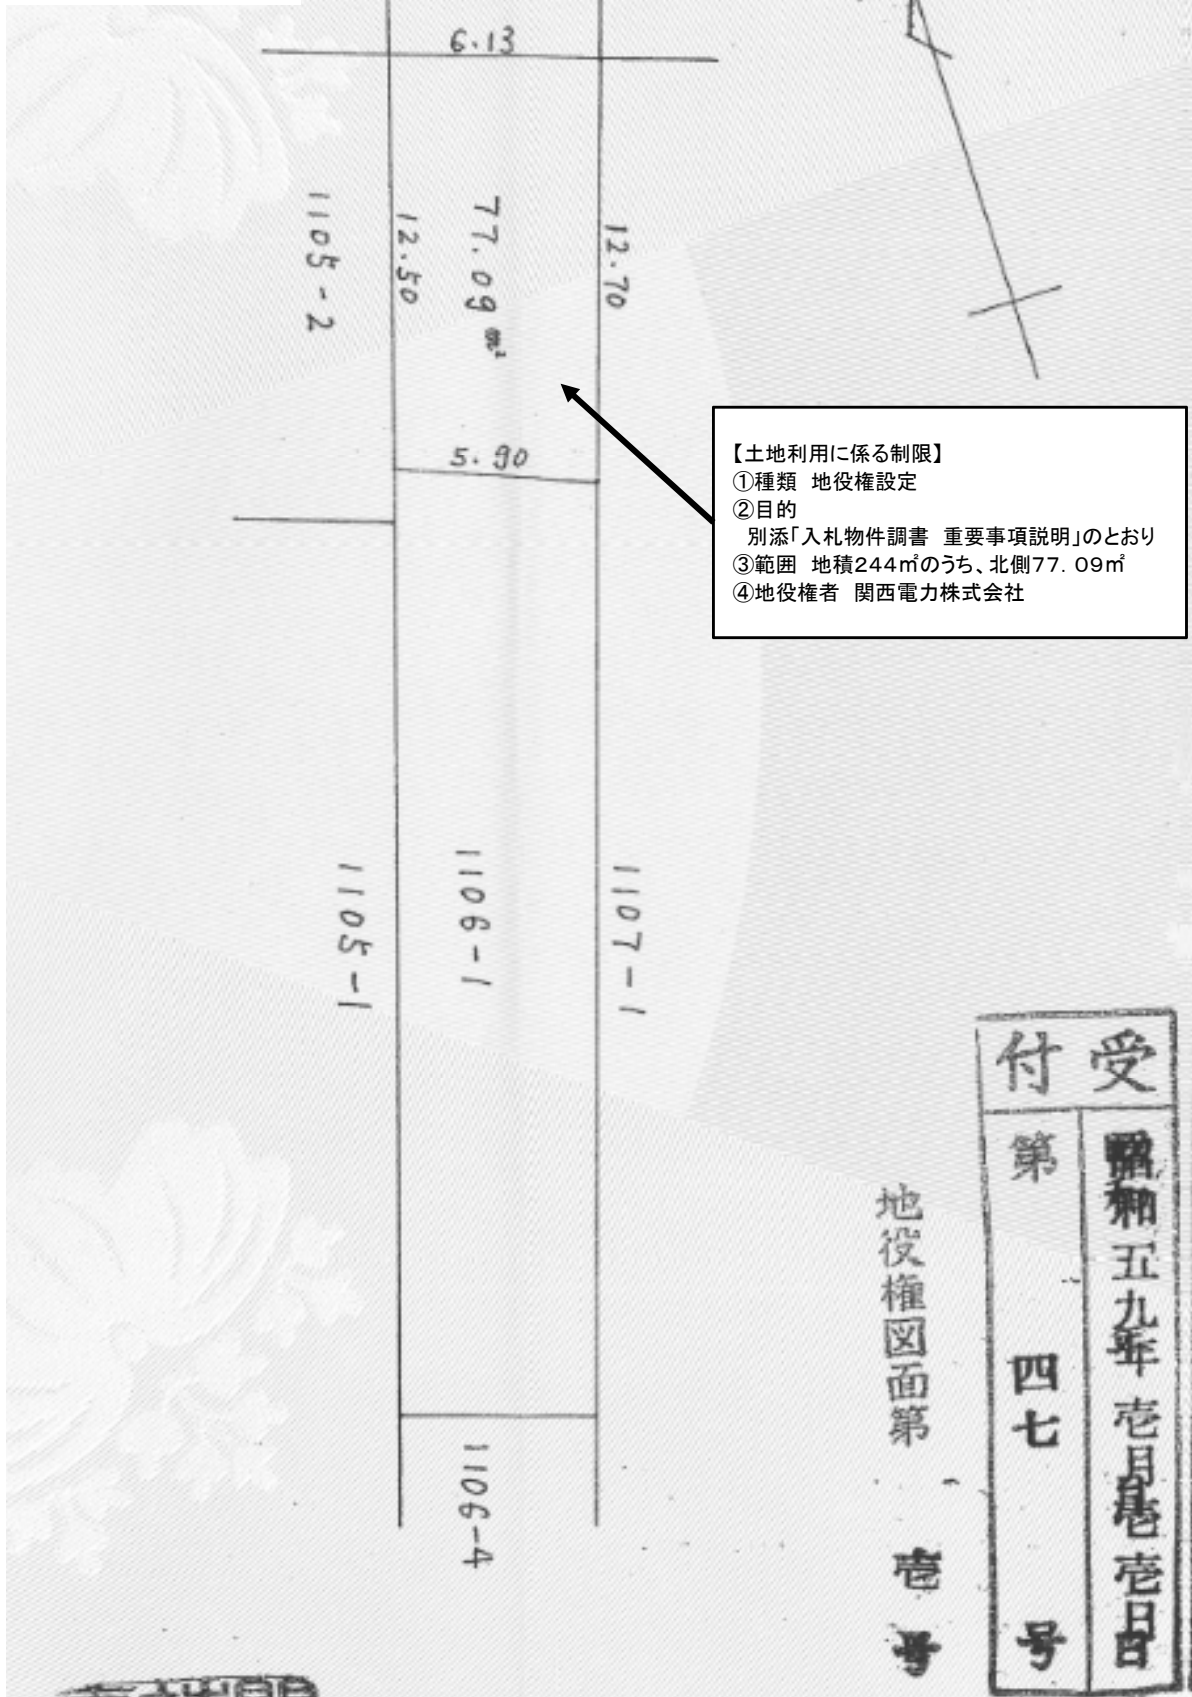 6.13
1105-2
12.50
77.09㎡
12.70
5.90
【土地利用に係る制限】
①種類 地役権設定
②目的
別添「入札物件調書 重要事項説明」のとおり
③範囲 地積244㎡のうち、北側77.09㎡
④地役権者 関西電力株式会社
1105-1
1106-1
1107-1
1106-4
受付
昭和五九年壱月壱壱日
第四七号
地役権図面第壱号